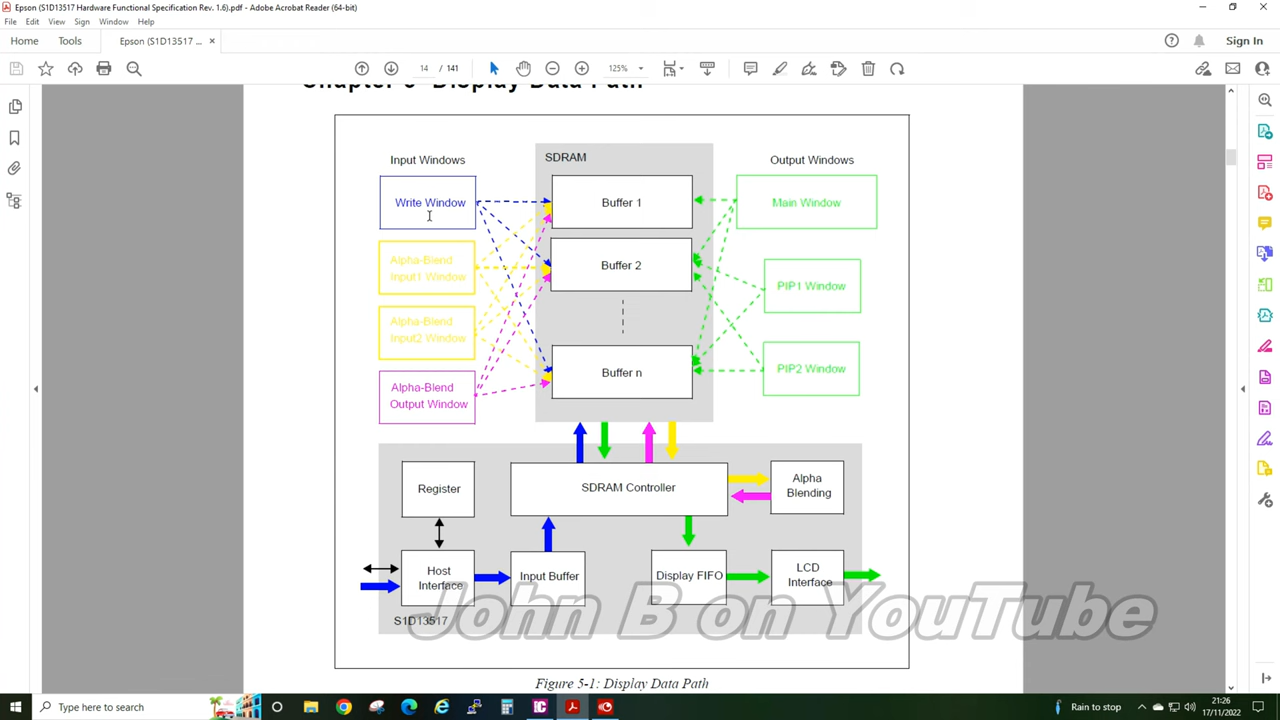 Epson (S1D13517 Hardware Functional Specification Rev. 1.6).pdf - Adobe Acrobat Reader (64-bit)
File Edit View Sign Window Help
Home Tools Epson (S1D13517 ... × Sign In
14 / 141 125%
Display Data Path
Input Windows
SDRAM
Output Windows
Write Window
Buffer 1
Main Window
Alpha-Blend
Input1 Window
Buffer 2
PIP1 Window
Alpha-Blend
Input2 Window
Alpha-Blend
Output Window
Buffer n
PIP2 Window
Register
SDRAM Controller
Alpha
Blending
Host
Interface
Input Buffer
Display FIFO
LCD
Interface
S1D13517
John B on YouTube
Figure 5-1: Display Data Path
Type here to search
Rain to stop
21:26
17/11/2022